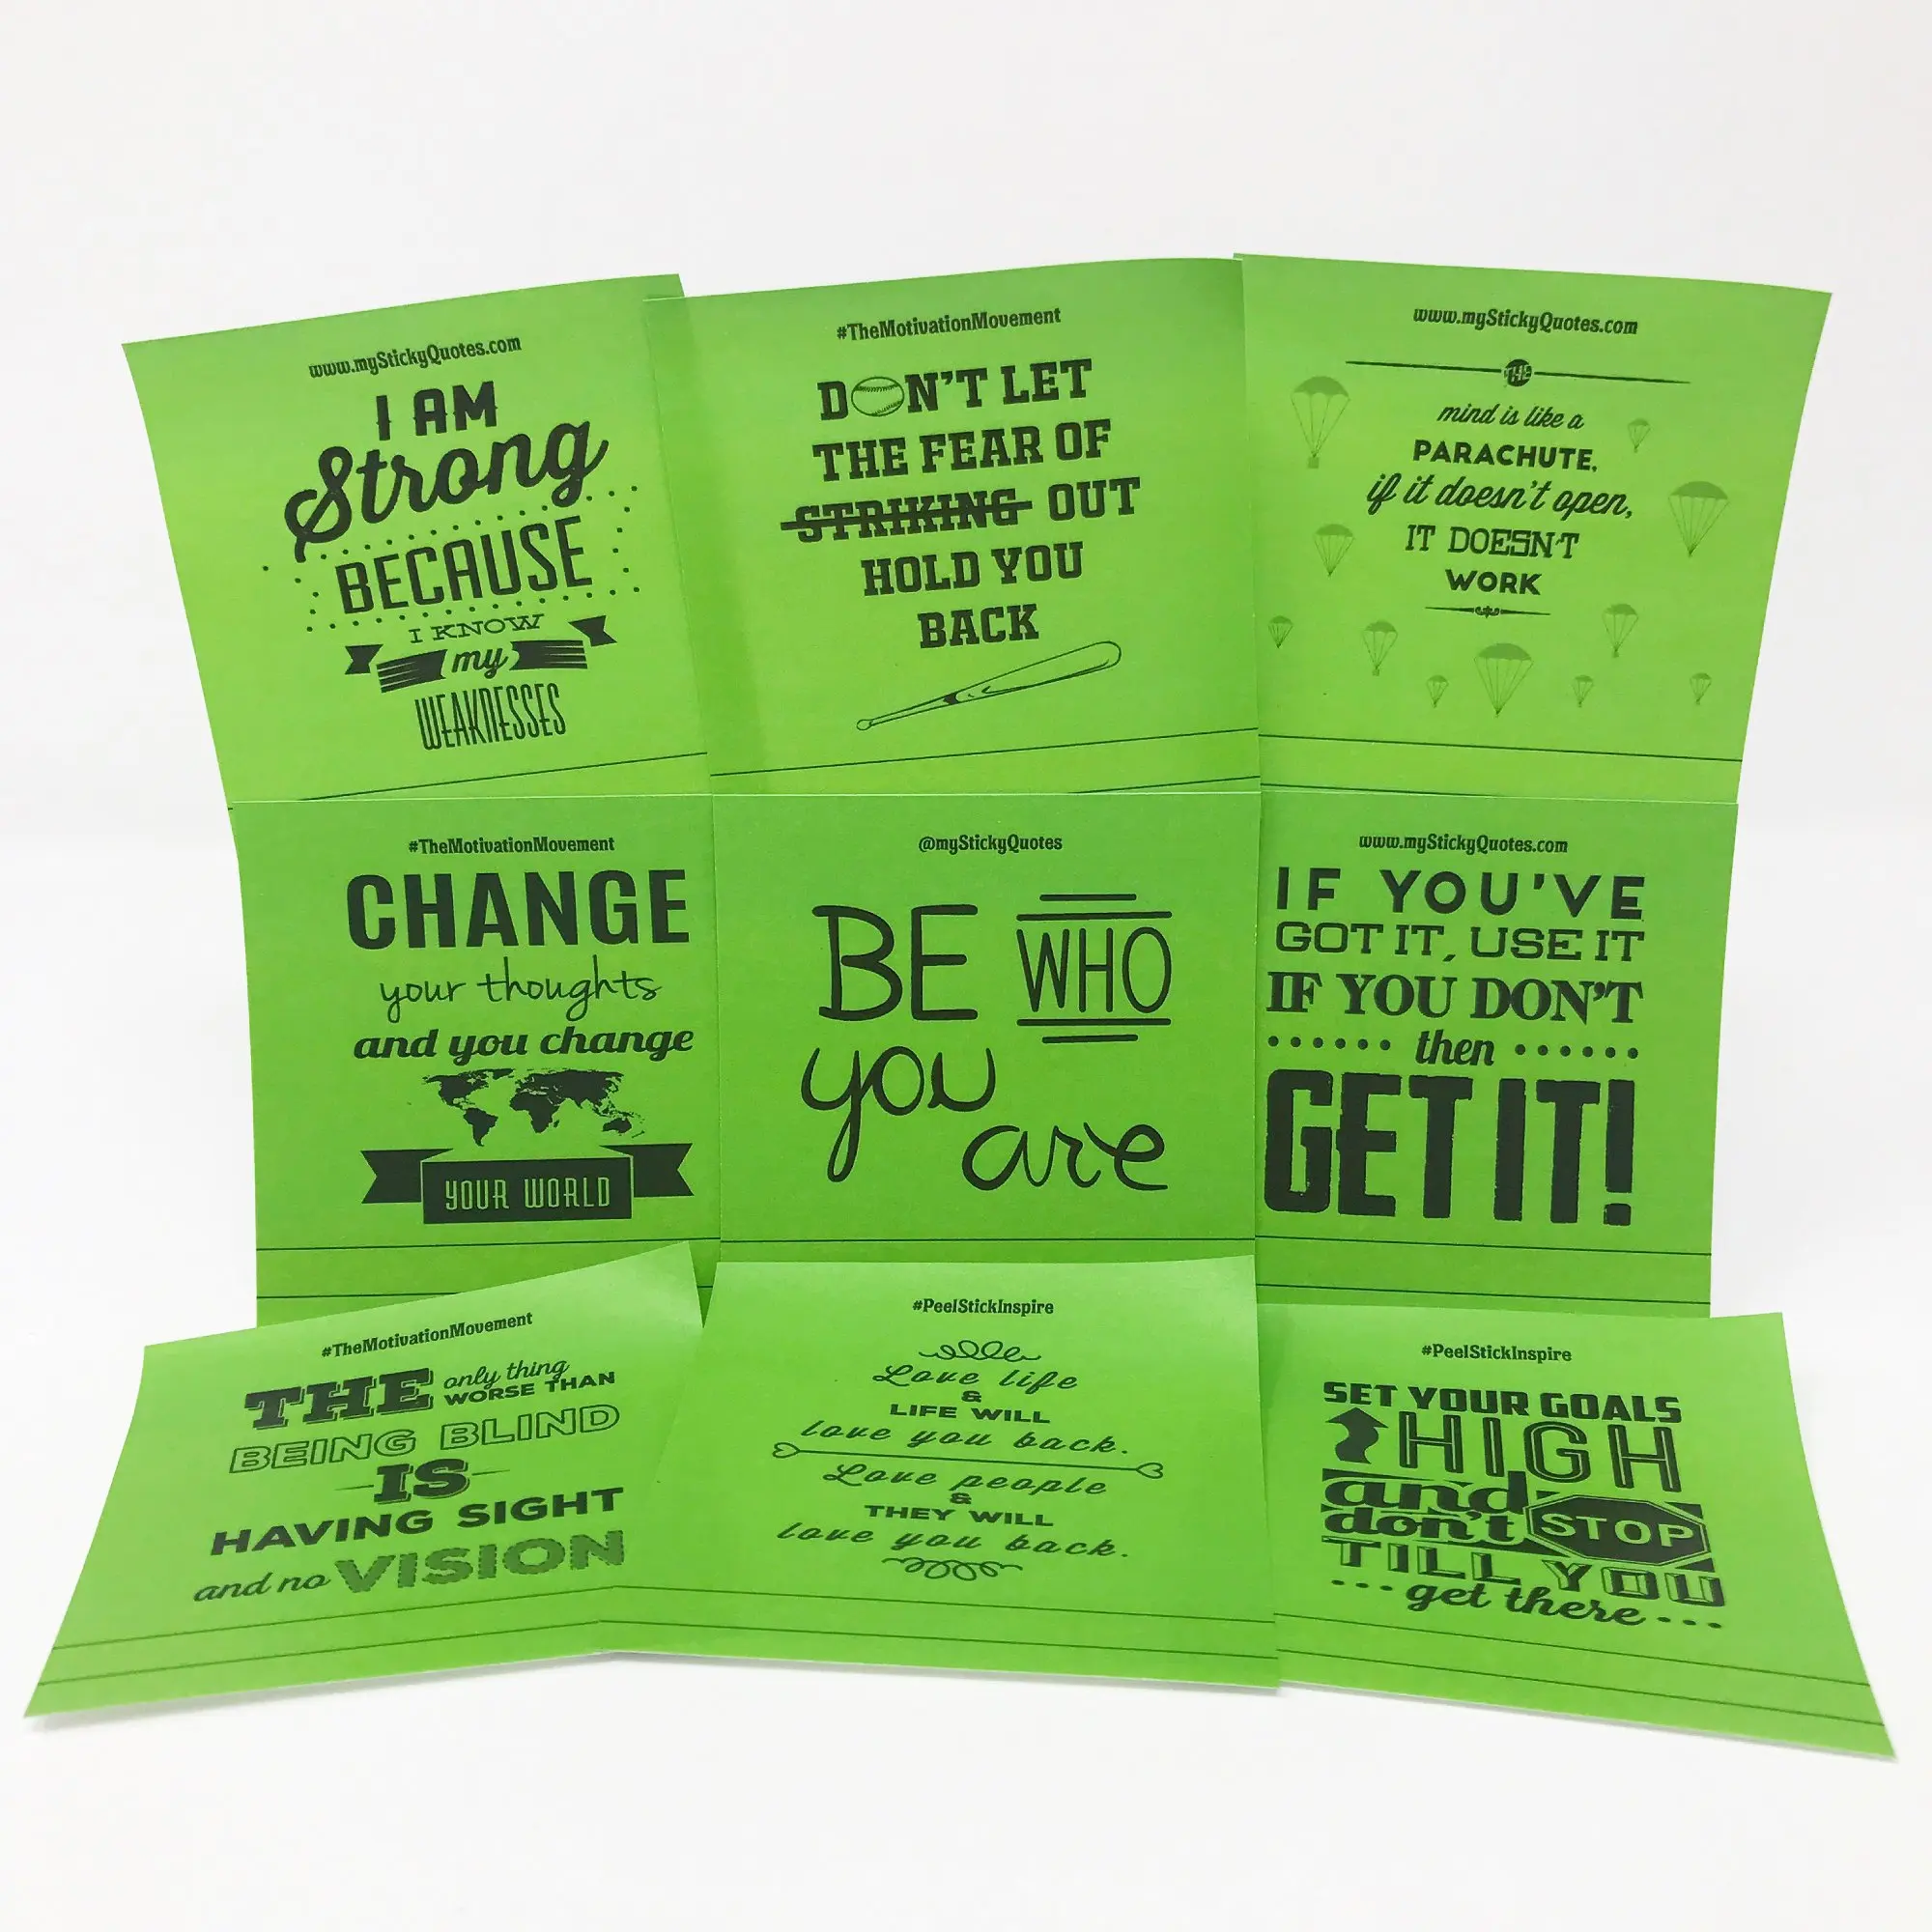 www.myStickyQuotes.com
I AM
Strong
BECAUSE
I KNOW
my
WEAKNESSES
#TheMotivationMovement
DON'T LET
THE FEAR OF
STRIKING OUT
HOLD YOU
BACK
www.myStickyQuotes.com
THE
mind is like a
PARACHUTE,
if it doesn't open,
IT DOESN'T
WORK
#TheMotivationMovement
CHANGE
your thoughts
and you change
YOUR WORLD
@myStickyQuotes
BE WHO
you
are
www.myStickyQuotes.com
IF YOU'VE
GOT IT, USE IT
IF YOU DON'T
then
GET IT!
#TheMotivationMovement
THE only thing
WORSE THAN
BEING BLIND
IS
HAVING SIGHT
and no VISION
#PeelStickInspire
Love life
&
LIFE WILL
love you back.
Love people
&
THEY WILL
love you back.
#PeelStickInspire
SET YOUR GOALS
HIGH
and
don't STOP
TILL YOU
... get there ...